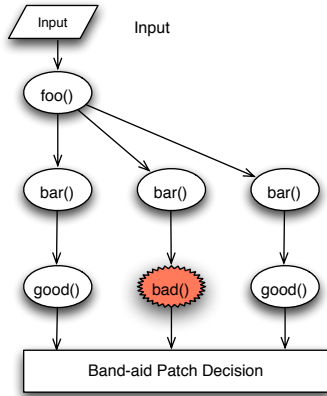 Input
Input
foo()
bar()
bar()
bar()
good()
bad()
good()
Band-aid Patch Decision